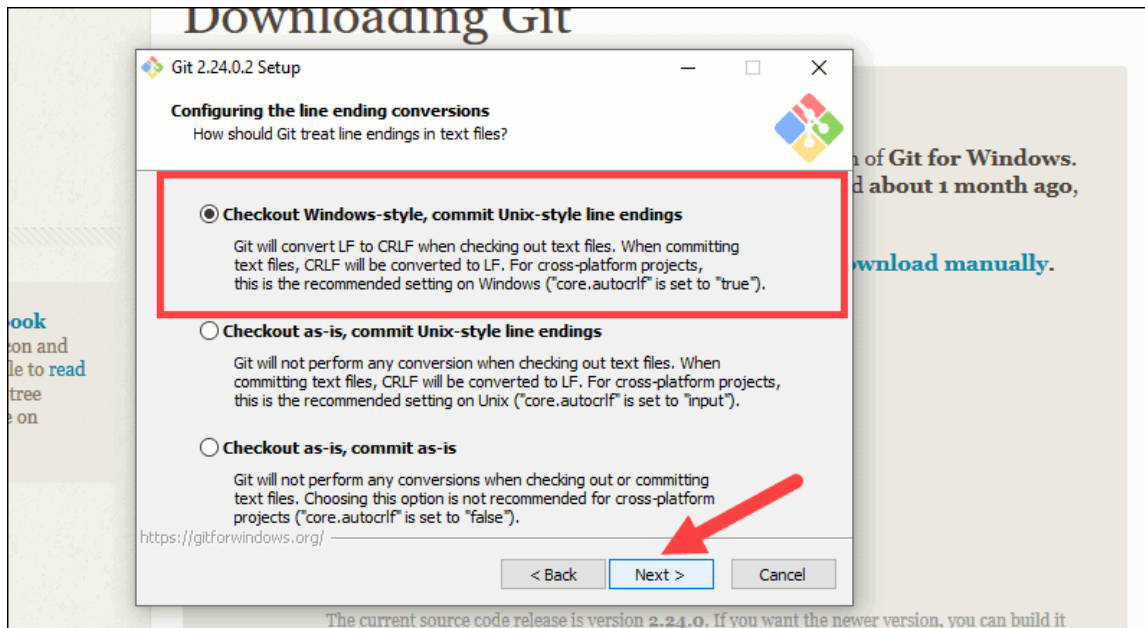 Downloading Git
Git 2.24.0.2 Setup
Configuring the line ending conversions
How should Git treat line endings in text files?
of Git for Windows.
about 1 month ago,
download manually.
Checkout Windows-style, commit Unix-style line endings
Git will convert LF to CRLF when checking out text files. When committing
text files, CRLF will be converted to LF. For cross-platform projects,
this is the recommended setting on Windows ("core.autocrlf" is set to "true").
Checkout as-is, commit Unix-style line endings
Git will not perform any conversion when checking out text files. When
committing text files, CRLF will be converted to LF. For cross-platform projects,
this is the recommended setting on Unix ("core.autocrlf" is set to "input").
Checkout as-is, commit as-is
Git will not perform any conversions when checking out or committing
text files. Choosing this option is not recommended for cross-platform
projects ("core.autocrlf" is set to "false").
https://gitforwindows.org/
< Back
Next >
Cancel
ook
on and
le to read
tree
on
The current source code release is version 2.24.0. If you want the newer version, you can build it